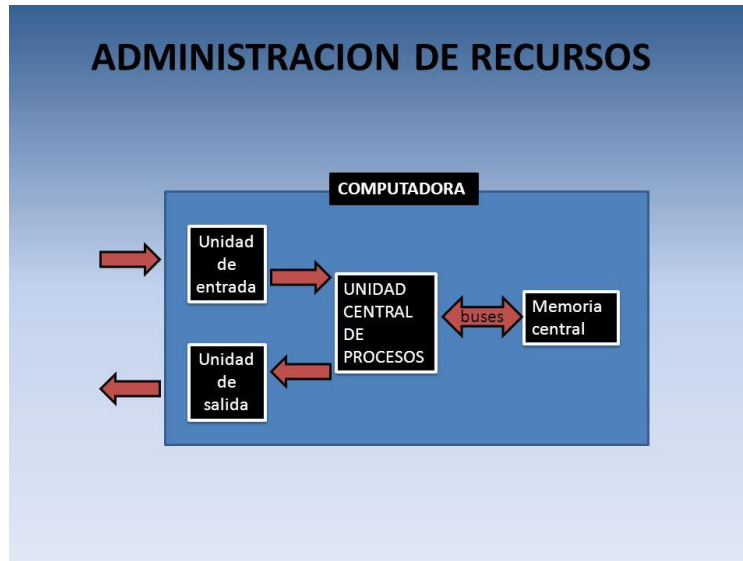 ADMINISTRACION DE RECURSOS
COMPUTADORA
Unidad
de
entrada
UNIDAD
CENTRAL
DE
PROCESOS
buses
Memoria
central
Unidad
de
salida